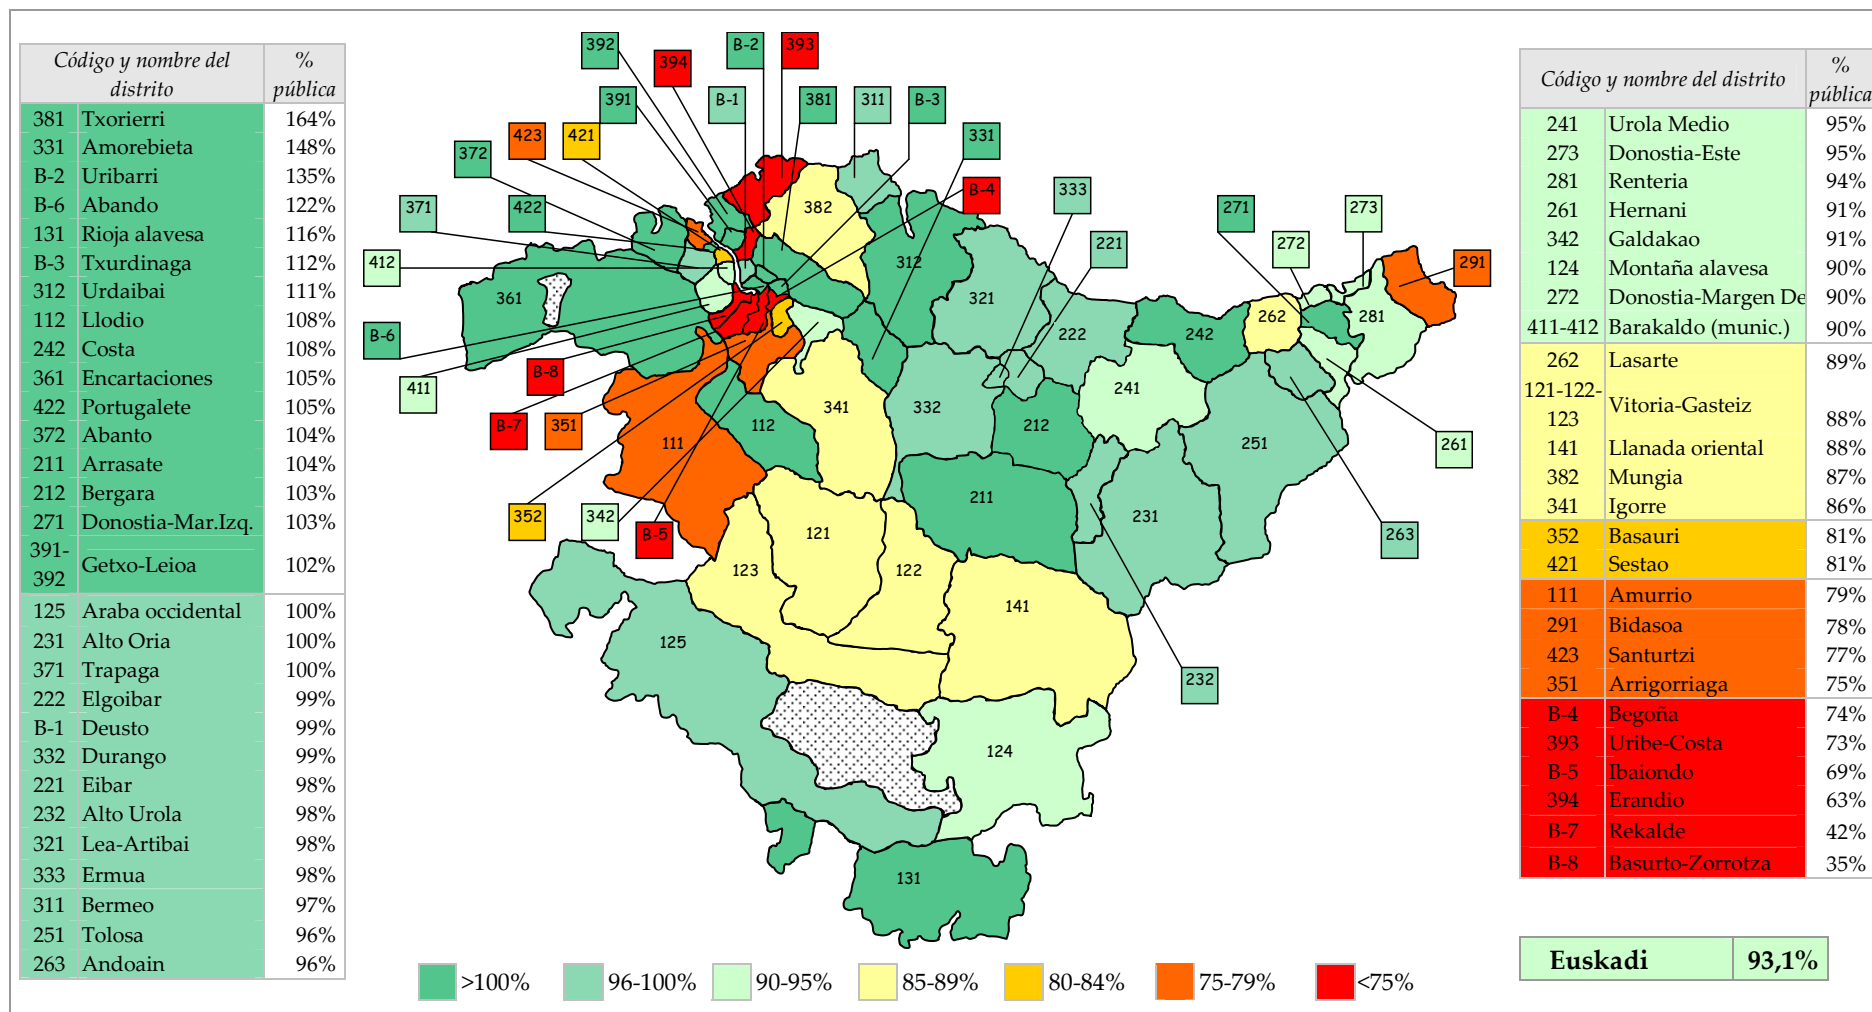 Código y nombre del distrito
% pública
381 Txorierri 164%
331 Amorebieta 148%
B-2 Uribarri 135%
B-6 Abando 122%
131 Rioja alavesa 116%
B-3 Txurdinaga 112%
312 Urdaibai 111%
112 Llodio 108%
242 Costa 108%
361 Encartaciones 105%
422 Portugalete 105%
372 Abanto 104%
211 Arrasate 104%
212 Bergara 103%
271 Donostia-Mar.Izq. 103%
391-392 Getxo-Leioa 102%
125 Araba occidental 100%
231 Alto Oria 100%
371 Trapaga 100%
222 Elgoibar 99%
B-1 Deusto 99%
332 Durango 99%
221 Eibar 98%
232 Alto Urola 98%
321 Lea-Artibai 98%
333 Ermua 98%
311 Bermeo 97%
251 Tolosa 96%
263 Andoain 96%
392
394
B-2
393
391
B-1
381
311
B-3
423
421
331
372
371
422
382
B-4
333
271
273
412
221
272
291
312
361
321
262
281
222
242
B-6
B-8
411
241
332
341
112
212
B-7
351
111
251
261
211
352
342
B-5
121
231
263
123
122
141
125
232
124
131
>100%
96-100%
90-95%
85-89%
80-84%
75-79%
<75%
Código y nombre del distrito
% pública
241 Urola Medio 95%
273 Donostia-Este 95%
281 Renteria 94%
261 Hernani 91%
342 Galdakao 91%
124 Montaña alavesa 90%
272 Donostia-Margen De 90%
411-412 Barakaldo (munic.) 90%
262 Lasarte 89%
121-122-123 Vitoria-Gasteiz 88%
141 Llanada oriental 88%
382 Mungia 87%
341 Igorre 86%
352 Basauri 81%
421 Sestao 81%
111 Amurrio 79%
291 Bidasoa 78%
423 Santurtzi 77%
351 Arrigorriaga 75%
B-4 Begoña 74%
393 Uribe-Costa 73%
B-5 Ibaiondo 69%
394 Erandio 63%
B-7 Rekalde 42%
B-8 Basurto-Zorrotza 35%
Euskadi 93,1%